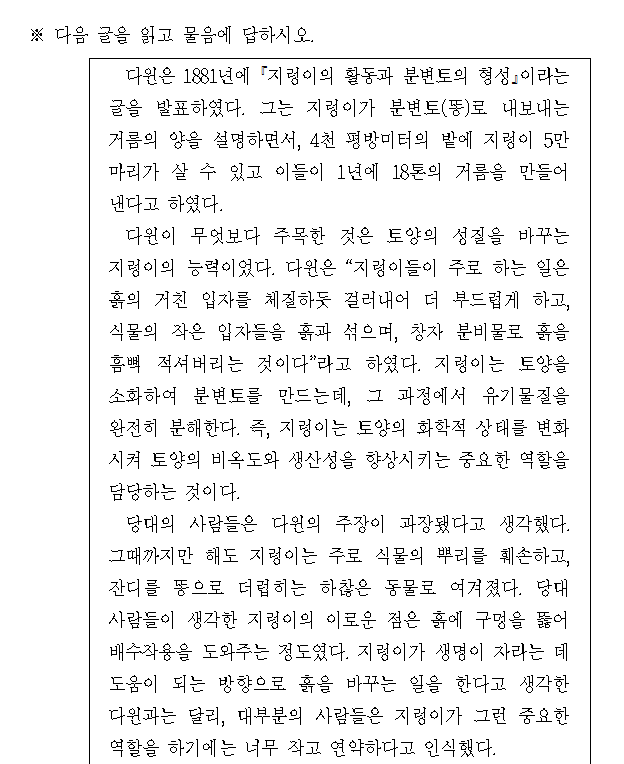 ※ 다음 글을 읽고 물음에 답하시오.
다윈은 1881년에 『지렁이의 활동과 분변토의 형성』이라는
글을 발표하였다. 그는 지렁이가 분변토(똥)로 내보내는
거름의 양을 설명하면서, 4천 평방미터의 밭에 지렁이 5만
마리가 살 수 있고 이들이 1년에 18톤의 거름을 만들어
낸다고 하였다.
다윈이 무엇보다 주목한 것은 토양의 성질을 바꾸는
지렁이의 능력이었다. 다윈은 “지렁이들이 주로 하는 일은
흙의 거친 입자를 체질하듯 걸러내어 더 부드럽게 하고,
식물의 작은 입자들을 흙과 섞으며, 창자 분비물로 흙을
흠뻑 적셔버리는 것이다”라고 하였다. 지렁이는 토양을
소화하여 분변토를 만드는데, 그 과정에서 유기물질을
완전히 분해한다. 즉, 지렁이는 토양의 화학적 상태를 변화
시켜 토양의 비옥도와 생산성을 향상시키는 중요한 역할을
담당하는 것이다.
당대의 사람들은 다윈의 주장이 과장됐다고 생각했다.
그때까지만 해도 지렁이는 주로 식물의 뿌리를 훼손하고,
잔디를 똥으로 더럽히는 하찮은 동물로 여겨졌다. 당대
사람들이 생각한 지렁이의 이로운 점은 흙에 구멍을 뚫어
배수작용을 도와주는 정도였다. 지렁이가 생명이 자라는 데
도움이 되는 방향으로 흙을 바꾸는 일을 한다고 생각한
다윈과는 달리, 대부분의 사람들은 지렁이가 그런 중요한
역할을 하기에는 너무 작고 연약하다고 인식했다.